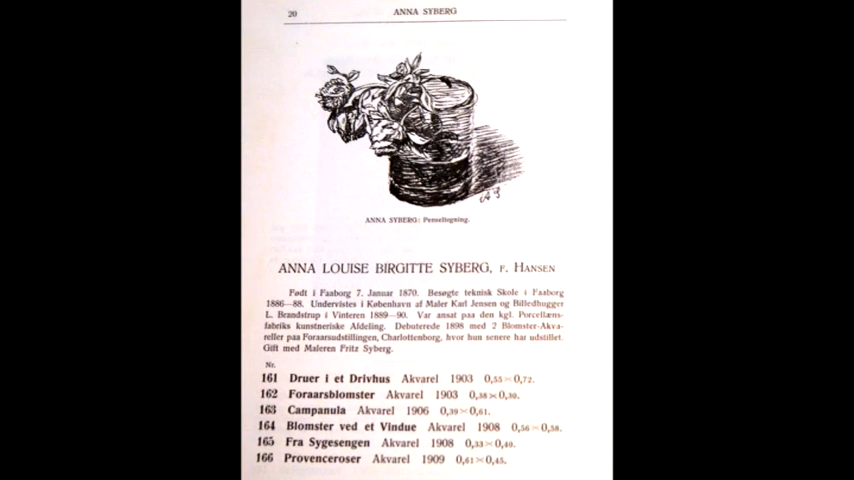 20
ANNA SYBERG
AS
ANNA SYBERG: Penseltegning.
ANNA LOUISE BIRGITTE SYBERG, F. HANSEN
Født i Faaborg 7. Januar 1870. Besøgte teknisk Skole i Faaborg
1886—88. Undervistes i København af Maler Karl Jensen og Billedhugger
L. Brandstrup i Vinteren 1889—90. Var ansat paa den kgl. Porcellæns-
fabriks kunstneriske Afdeling. Debuterede 1898 med 2 Blomster-Akva-
reller paa Foraarsudstillingen, Charlottenborg, hvor hun senere har udstillet.
Gift med Maleren Fritz Syberg.
Nr.
161 Druer i et Drivhus Akvarel 1903 0,55×0,72.
162 Foraarsblomster Akvarel 1903 0,38×0,30.
163 Campanula Akvarel 1906 0,39×0,61.
164 Blomster ved et Vindue Akvarel 1908 0,56×0,58.
165 Fra Sygesengen Akvarel 1908 0,33×0,40.
166 Provenceroser Akvarel 1909 0,61×0,45.